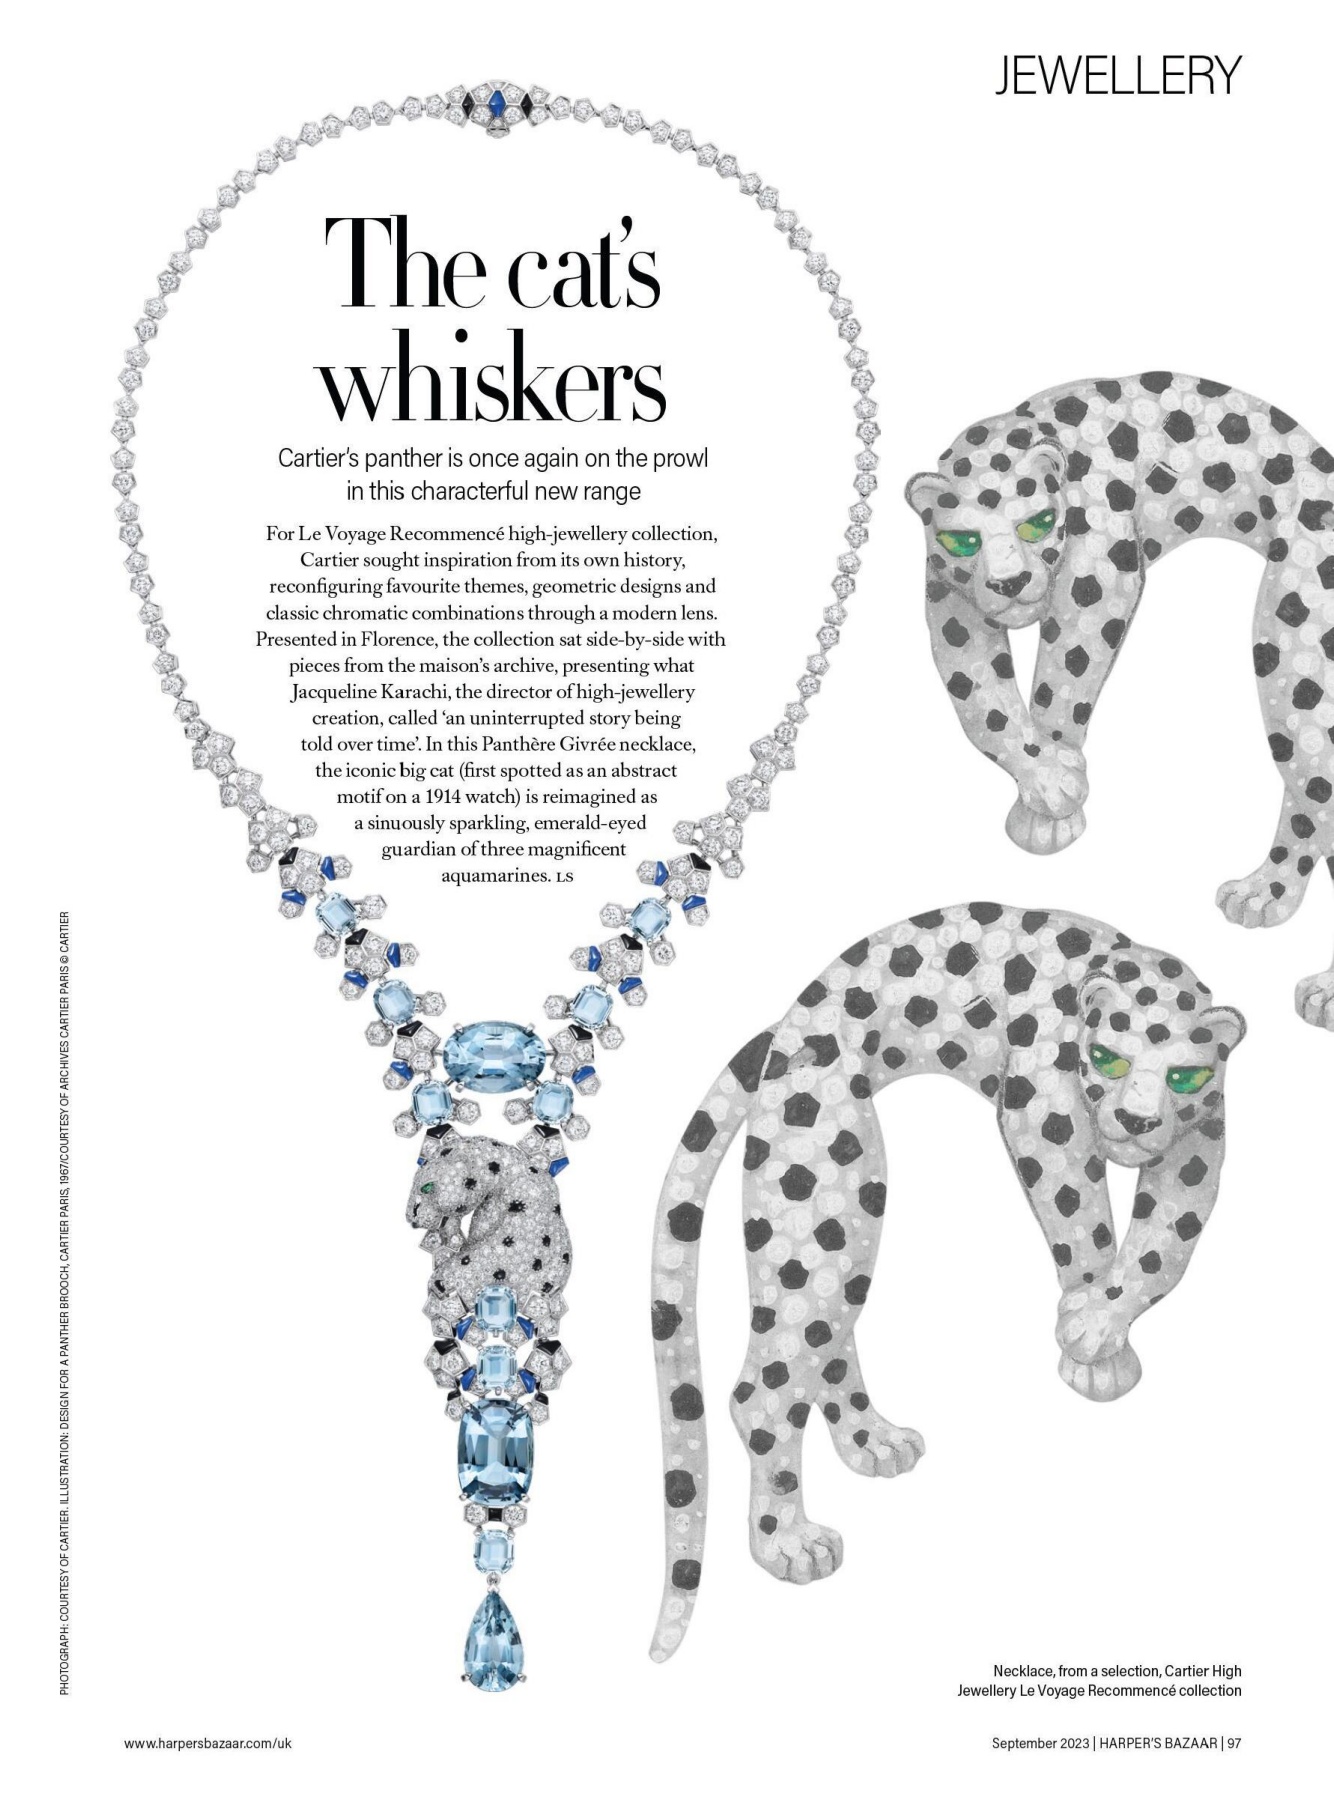 JEWELLERY
The cat's
whiskers
Cartier's panther is once again on the prowl
in this characterful new range
For Le Voyage Recommencé high-jewellery collection,
Cartier sought inspiration from its own history,
reconfiguring favourite themes, geometric designs and
classic chromatic combinations through a modern lens.
Presented in Florence, the collection sat side-by-side with
pieces from the maison's archive, presenting what
Jacqueline Karachi, the director of high-jewellery
creation, called ‘an uninterrupted story being
told over time’. In this Panthère Givrée necklace,
the iconic big cat (first spotted as an abstract
motif on a 1914 watch) is reimagined as
a sinuously sparkling, emerald-eyed
guardian of three magnificent
aquamarines. LS
PHOTOGRAPH: COURTESY OF CARTIER. ILLUSTRATION: DESIGN FOR A PANTHER BROOCH, CARTIER PARIS, 1967/COURTESY OF ARCHIVES CARTIER PARIS © CARTIER
Necklace, from a selection, Cartier High
Jewellery Le Voyage Recommencé collection
www.harpersbazaar.com/uk
September 2023 | HARPER'S BAZAAR | 97